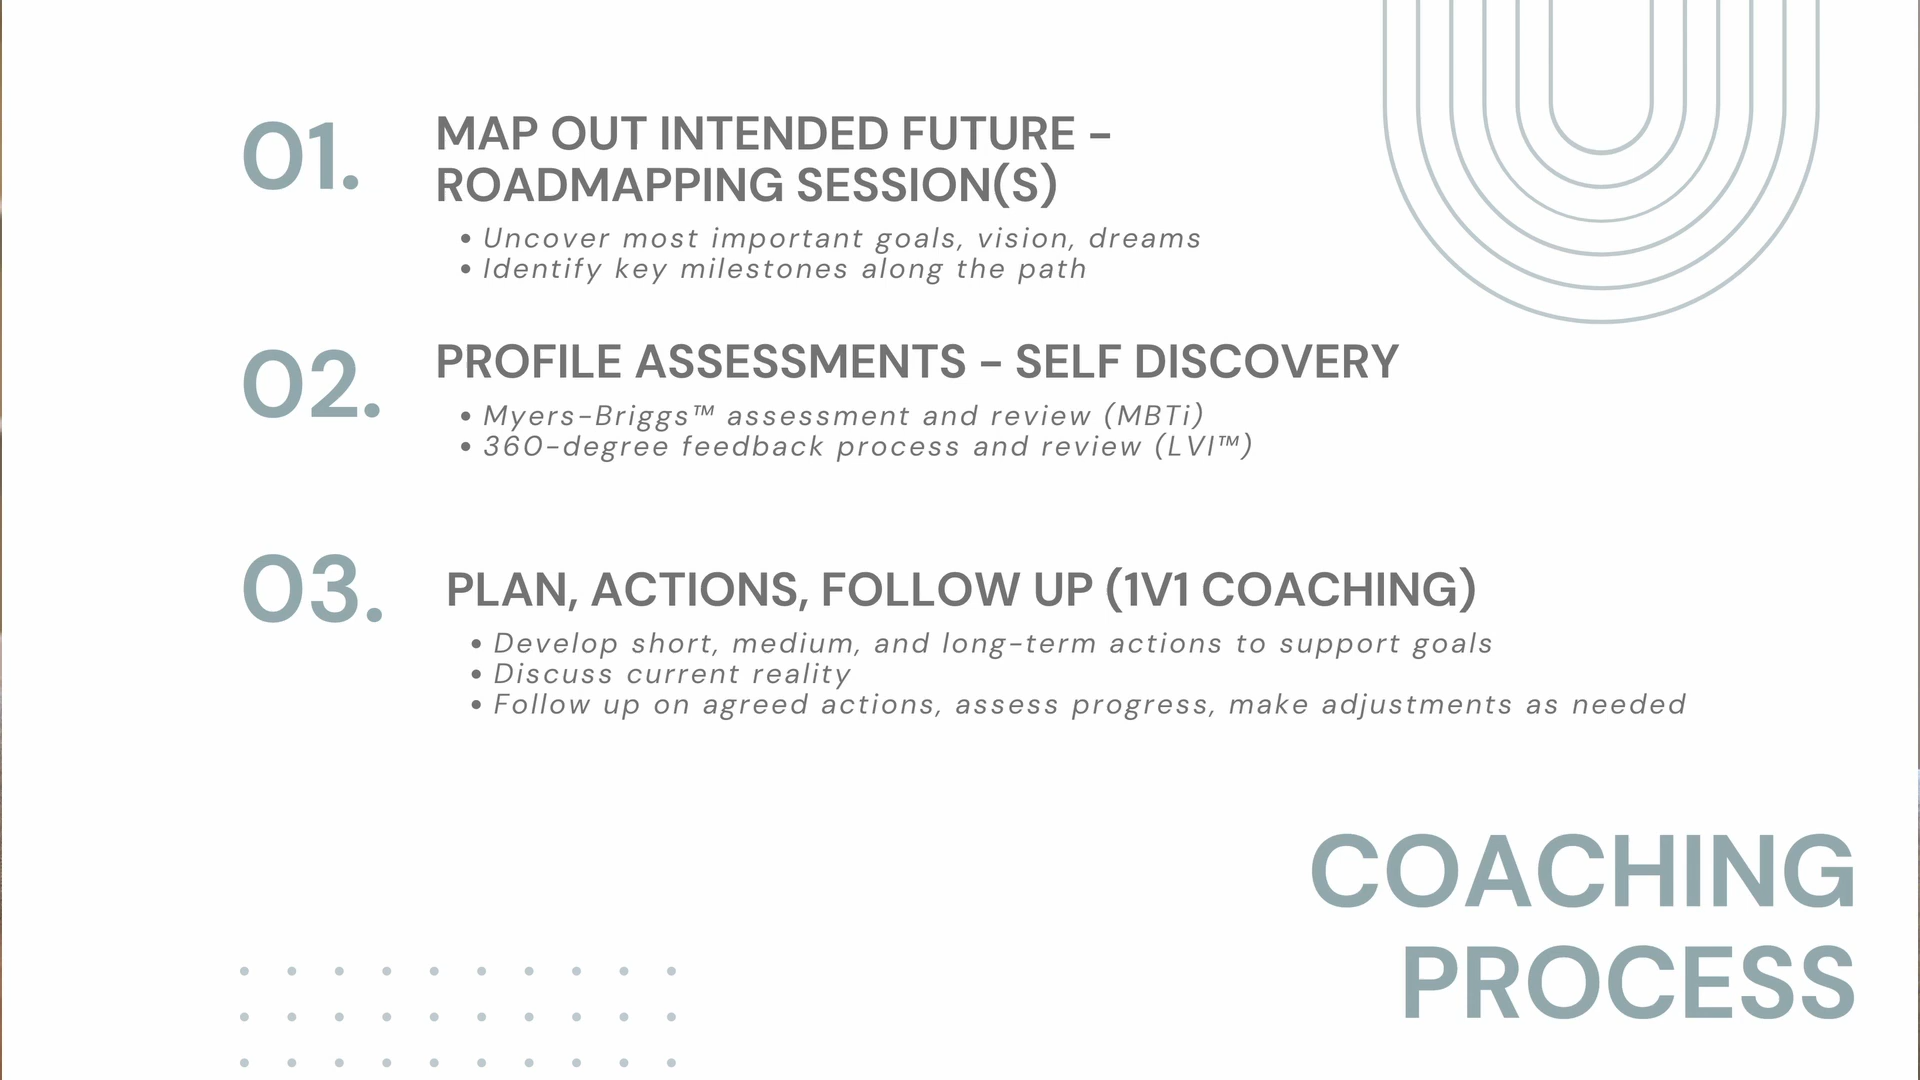 01.
MAP OUT INTENDED FUTURE –
ROADMAPPING SESSION(S)
• Uncover most important goals, vision, dreams
• Identify key milestones along the path
02.
PROFILE ASSESSMENTS – SELF DISCOVERY
• Myers-Briggs™ assessment and review (MBTi)
• 360-degree feedback process and review (LVI™)
03.
PLAN, ACTIONS, FOLLOW UP (1V1 COACHING)
• Develop short, medium, and long-term actions to support goals
• Discuss current reality
• Follow up on agreed actions, assess progress, make adjustments as needed
COACHING
PROCESS